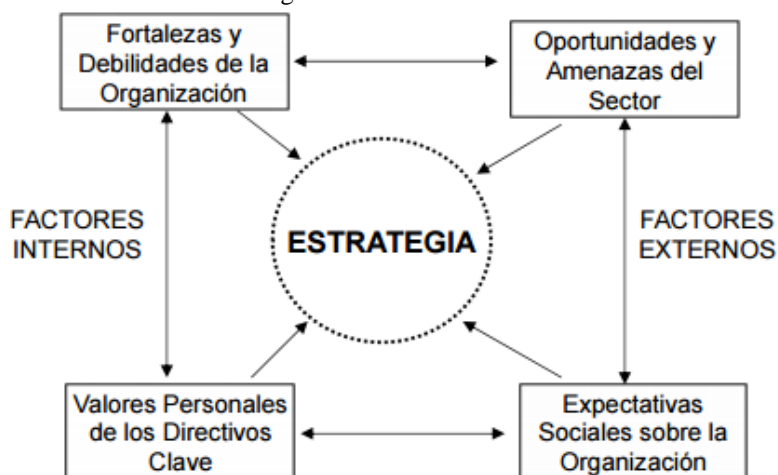 Fortalezas y
Debilidades de la
Organización
Oportunidades y
Amenazas del
Sector
FACTORES
INTERNOS
ESTRATEGIA
FACTORES
EXTERNOS
Valores Personales
de los Directivos
Clave
Expectativas
Sociales sobre la
Organización